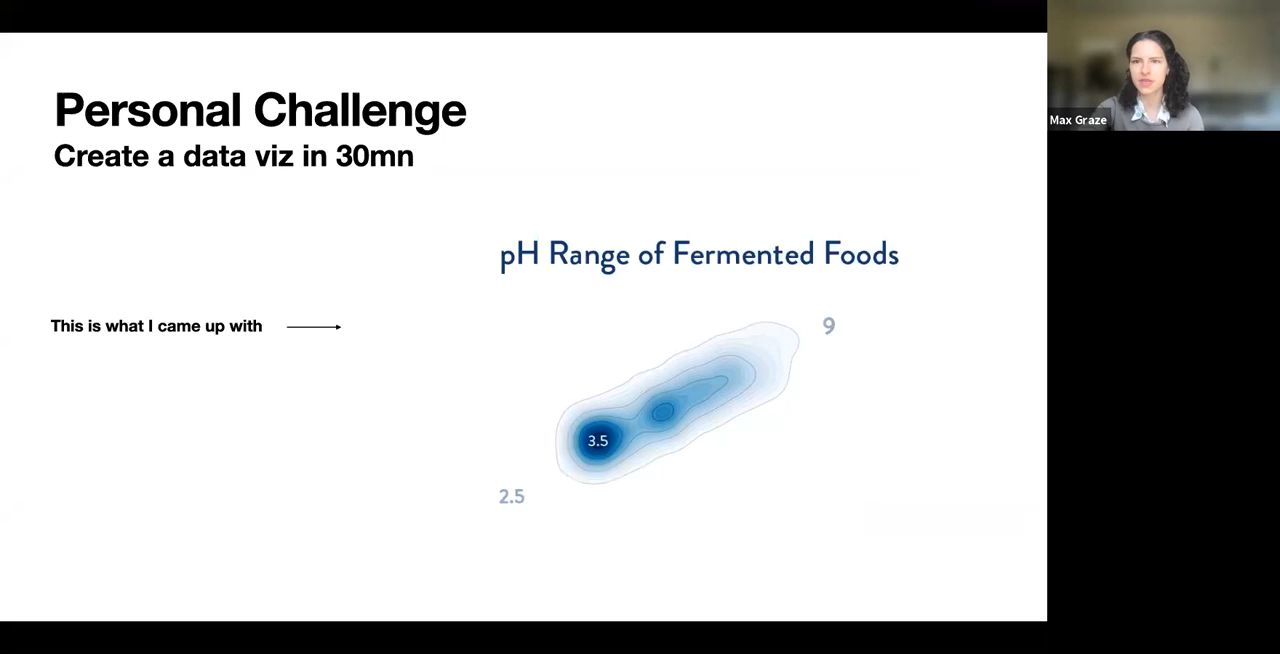 Personal Challenge
Create a data viz in 30mn
pH Range of Fermented Foods
This is what I came up with
9
3.5
2.5
Max Graze